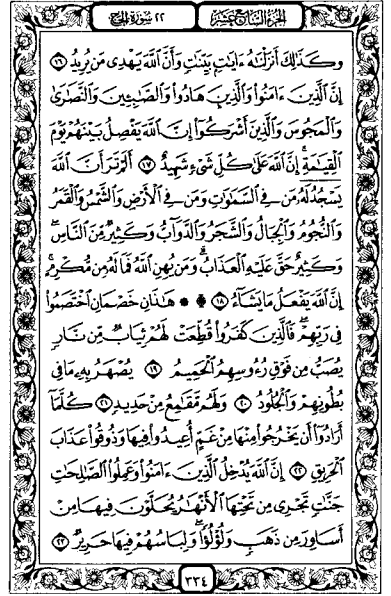 الجزء السابع عشر ٢٢ سورة الحج
وَكَذَٰلِكَ أَنزَلْنَٰهُ ءَايَٰتٍۭ بَيِّنَٰتٍ وَأَنَّ ٱللَّهَ يَهْدِى مَن يُرِيدُ ١٦
إِنَّ ٱلَّذِينَ ءَامَنُوا۟ وَٱلَّذِينَ هَادُوا۟ وَٱلصَّٰبِـِٔينَ وَٱلنَّصَٰرَىٰ
وَٱلْمَجُوسَ وَٱلَّذِينَ أَشْرَكُوٓا۟ إِنَّ ٱللَّهَ يَفْصِلُ بَيْنَهُمْ يَوْمَ
ٱلْقِيَٰمَةِ ۚ إِنَّ ٱللَّهَ عَلَىٰ كُلِّ شَىْءٍ شَهِيدٌ ١٧ أَلَمْ تَرَ أَنَّ ٱللَّهَ
يَسْجُدُ لَهُۥ مَن فِى ٱلسَّمَٰوَٰتِ وَمَن فِى ٱلْأَرْضِ وَٱلشَّمْسُ وَٱلْقَمَرُ
وَٱلنُّجُومُ وَٱلْجِبَالُ وَٱلشَّجَرُ وَٱلدَّوَآبُّ وَكَثِيرٌ مِّنَ ٱلنَّاسِ ۖ
وَكَثِيرٌ حَقَّ عَلَيْهِ ٱلْعَذَابُ ۗ وَمَن يُهِنِ ٱللَّهُ فَمَا لَهُۥ مِن مُّكْرِمٍ ۚ
إِنَّ ٱللَّهَ يَفْعَلُ مَا يَشَآءُ ۩ ١٨ ۞ هَٰذَانِ خَصْمَانِ ٱخْتَصَمُوا۟
فِى رَبِّهِمْ ۖ فَٱلَّذِينَ كَفَرُوا۟ قُطِّعَتْ لَهُمْ ثِيَابٌ مِّن نَّارٍ
يُصَبُّ مِن فَوْقِ رُءُوسِهِمُ ٱلْحَمِيمُ ١٩ يُصْهَرُ بِهِۦ مَا فِى
بُطُونِهِمْ وَٱلْجُلُودُ ٢٠ وَلَهُم مَّقَٰمِعُ مِنْ حَدِيدٍ ٢١ كُلَّمَآ
أَرَادُوٓا۟ أَن يَخْرُجُوا۟ مِنْهَا مِنْ غَمٍّ أُعِيدُوا۟ فِيهَا وَذُوقُوا۟ عَذَابَ
ٱلْحَرِيقِ ٢٢ إِنَّ ٱللَّهَ يُدْخِلُ ٱلَّذِينَ ءَامَنُوا۟ وَعَمِلُوا۟ ٱلصَّٰلِحَٰتِ
جَنَّٰتٍ تَجْرِى مِن تَحْتِهَا ٱلْأَنْهَٰرُ يُحَلَّوْنَ فِيهَا مِنْ
أَسَاوِرَ مِن ذَهَبٍ وَلُؤْلُؤًا ۖ وَلِبَاسُهُمْ فِيهَا حَرِيرٌ ٢٣
٣٣٤